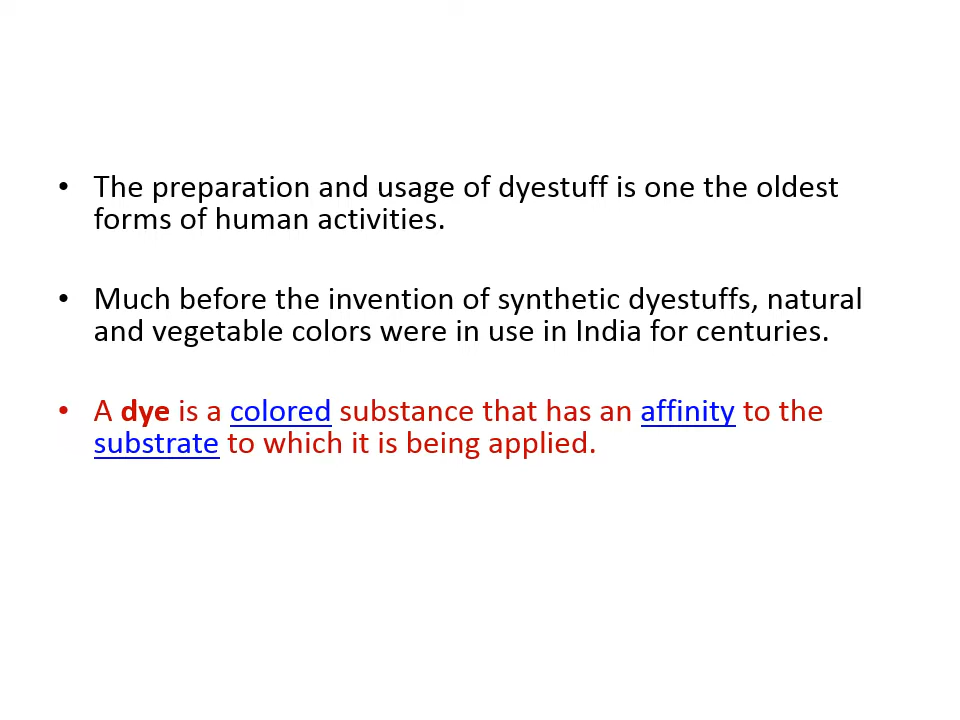 • The preparation and usage of dyestuff is one the oldest
forms of human activities.
• Much before the invention of synthetic dyestuffs, natural
and vegetable colors were in use in India for centuries.
• A dye is a colored substance that has an affinity to the
substrate to which it is being applied.